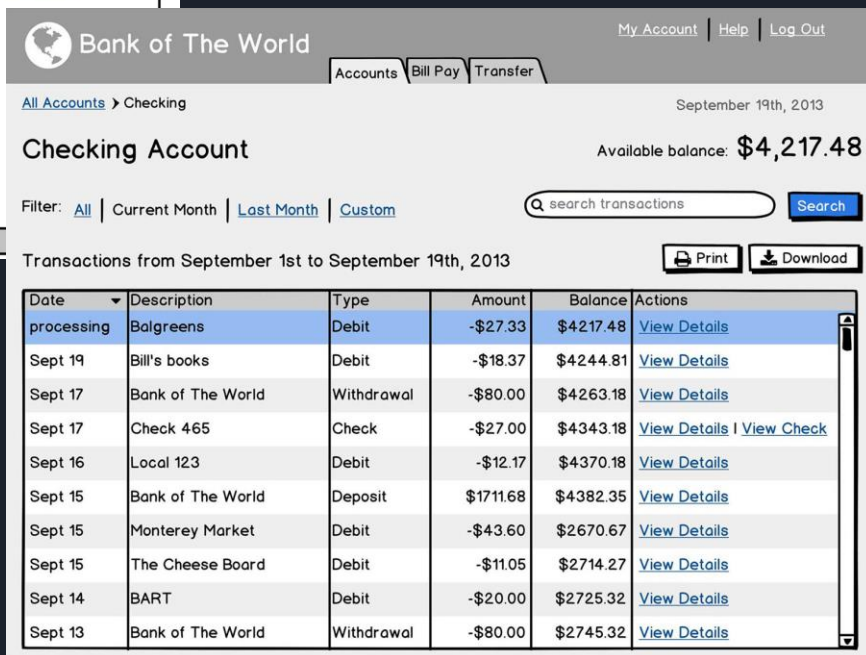 Bank of The World
My Account | Help | Log Out
Accounts Bill Pay Transfer
All Accounts > Checking
September 19th, 2013
Checking Account
Available balance: $4,217.48
Filter: All | Current Month | Last Month | Custom
search transactions
Search
Transactions from September 1st to September 19th, 2013
Print
Download
Date Description Type Amount Balance Actions
processing Balgreens Debit -$27.33 $4217.48 View Details
Sept 19 Bill's books Debit -$18.37 $4244.81 View Details
Sept 17 Bank of The World Withdrawal -$80.00 $4263.18 View Details
Sept 17 Check 465 Check -$27.00 $4343.18 View Details | View Check
Sept 16 Local 123 Debit -$12.17 $4370.18 View Details
Sept 15 Bank of The World Deposit $1711.68 $4382.35 View Details
Sept 15 Monterey Market Debit -$43.60 $2670.67 View Details
Sept 15 The Cheese Board Debit -$11.05 $2714.27 View Details
Sept 14 BART Debit -$20.00 $2725.32 View Details
Sept 13 Bank of The World Withdrawal -$80.00 $2745.32 View Details